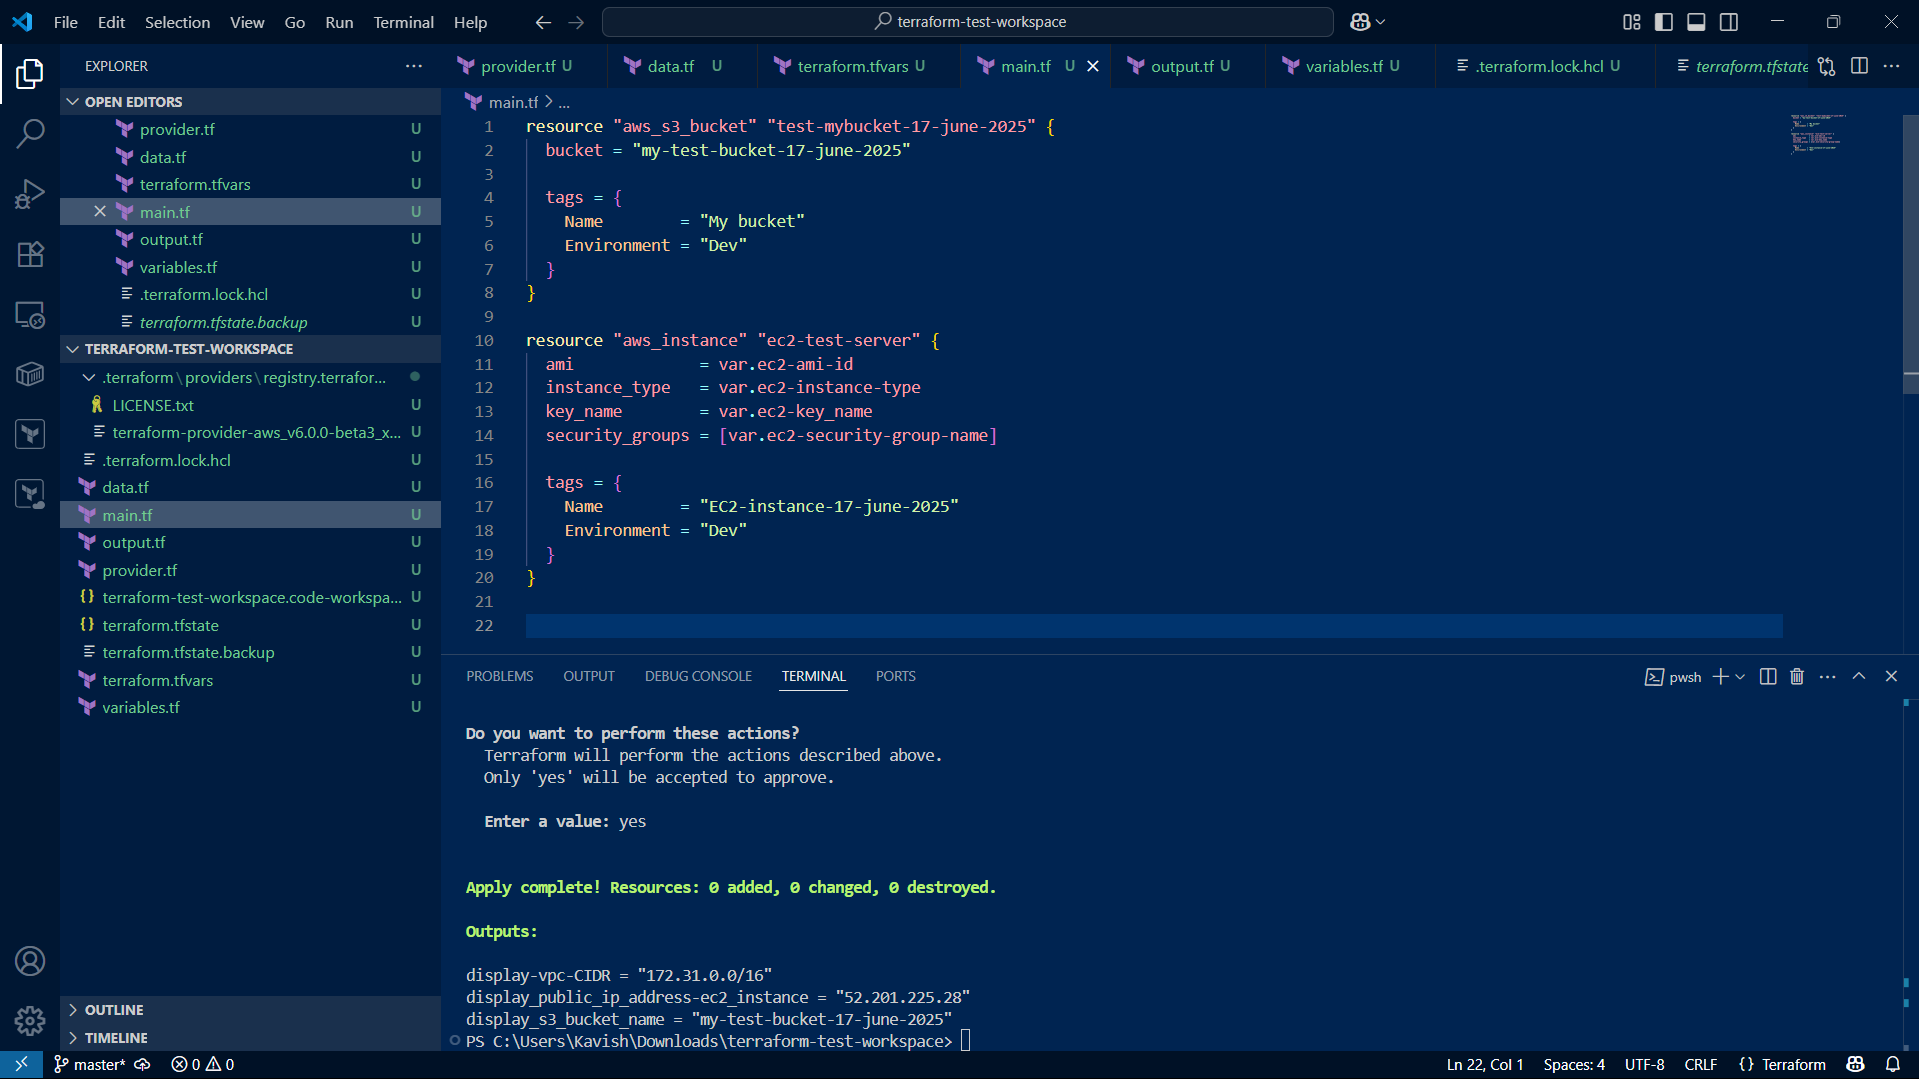 File Edit Selection View Go Run Terminal Help
terraform-test-workspace
EXPLORER
OPEN EDITORS
provider.tf U
data.tf U
terraform.tfvars U
main.tf U
output.tf U
variables.tf U
.terraform.lock.hcl U
terraform.tfstate.backup U
TERRAFORM-TEST-WORKSPACE
.terraform\providers\registry.terrafor...
LICENSE.txt U
terraform-provider-aws_v6.0.0-beta3_x... U
.terraform.lock.hcl U
data.tf U
main.tf U
output.tf U
provider.tf U
terraform-test-workspace.code-workspa... U
terraform.tfstate U
terraform.tfstate.backup U
terraform.tfvars U
variables.tf U
OUTLINE
TIMELINE
provider.tf U data.tf U terraform.tfvars U main.tf U output.tf U variables.tf U .terraform.lock.hcl U terraform.tfstate
main.tf > ...
1 resource "aws_s3_bucket" "test-mybucket-17-june-2025" {
2 bucket = "my-test-bucket-17-june-2025"
3
4 tags = {
5 Name = "My bucket"
6 Environment = "Dev"
7 }
8 }
9
10 resource "aws_instance" "ec2-test-server" {
11 ami = var.ec2-ami-id
12 instance_type = var.ec2-instance-type
13 key_name = var.ec2-key_name
14 security_groups = [var.ec2-security-group-name]
15
16 tags = {
17 Name = "EC2-instance-17-june-2025"
18 Environment = "Dev"
19 }
20 }
21
22
PROBLEMS OUTPUT DEBUG CONSOLE TERMINAL PORTS
pwsh
Do you want to perform these actions?
Terraform will perform the actions described above.
Only 'yes' will be accepted to approve.
Enter a value: yes
Apply complete! Resources: 0 added, 0 changed, 0 destroyed.
Outputs:
display-vpc-CIDR = "172.31.0.0/16"
display_public_ip_address-ec2_instance = "52.201.225.28"
display_s3_bucket_name = "my-test-bucket-17-june-2025"
PS C:\Users\Kavish\Downloads\terraform-test-workspace>
master* 0 0 Ln 22, Col 1 Spaces: 4 UTF-8 CRLF {} Terraform